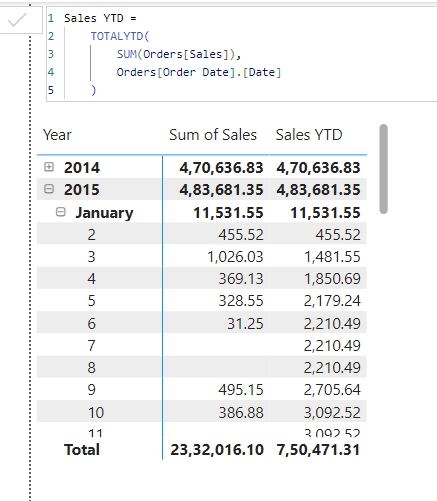 1 Sales YTD =
2 TOTALYTD(
3 SUM(Orders[Sales]),
4 Orders[Order Date].[Date]
5 )
Year Sum of Sales Sales YTD
2014 4,70,636.83 4,70,636.83
2015 4,83,681.35 4,83,681.35
January 11,531.55 11,531.55
2 455.52 455.52
3 1,026.03 1,481.55
4 369.13 1,850.69
5 328.55 2,179.24
6 31.25 2,210.49
7 2,210.49
8 2,210.49
9 495.15 2,705.64
10 386.88 3,092.52
11 3,092.52
Total 23,32,016.10 7,50,471.31